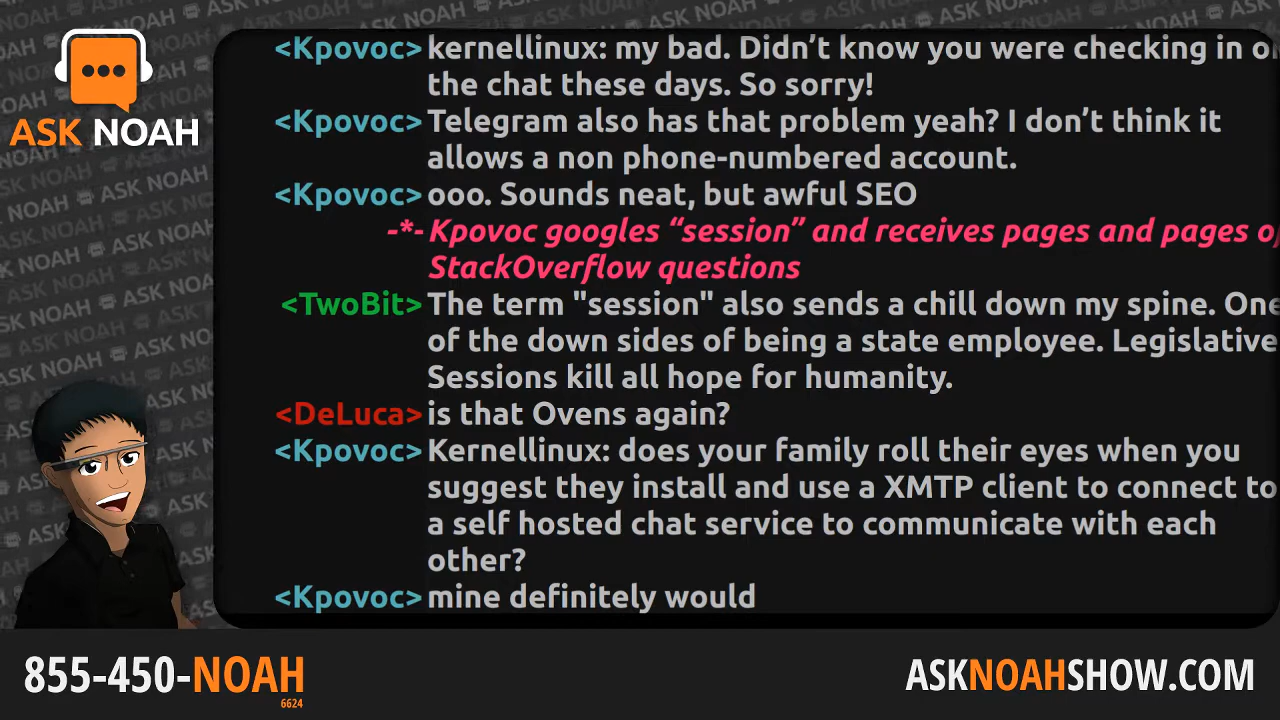 ASK NOAH
<Kpovoc> kernellinux: my bad. Didn't know you were checking in
the chat these days. So sorry!
<Kpovoc> Telegram also has that problem yeah? I don't think it
allows a non phone-numbered account.
<Kpovoc> ooo. Sounds neat, but awful SEO
-*- Kpovoc googles “session” and receives pages and pages
StackOverflow questions
<TwoBit> The term "session" also sends a chill down my spine. One
of the down sides of being a state employee. Legislative
Sessions kill all hope for humanity.
<DeLuca> is that Ovens again?
<Kpovoc> Kernellinux: does your family roll their eyes when you
suggest they install and use a XMTP client to connect to
a self hosted chat service to communicate with each
other?
<Kpovoc> mine definitely would
855-450-NOAH
6624
ASKNOAHSHOW.COM